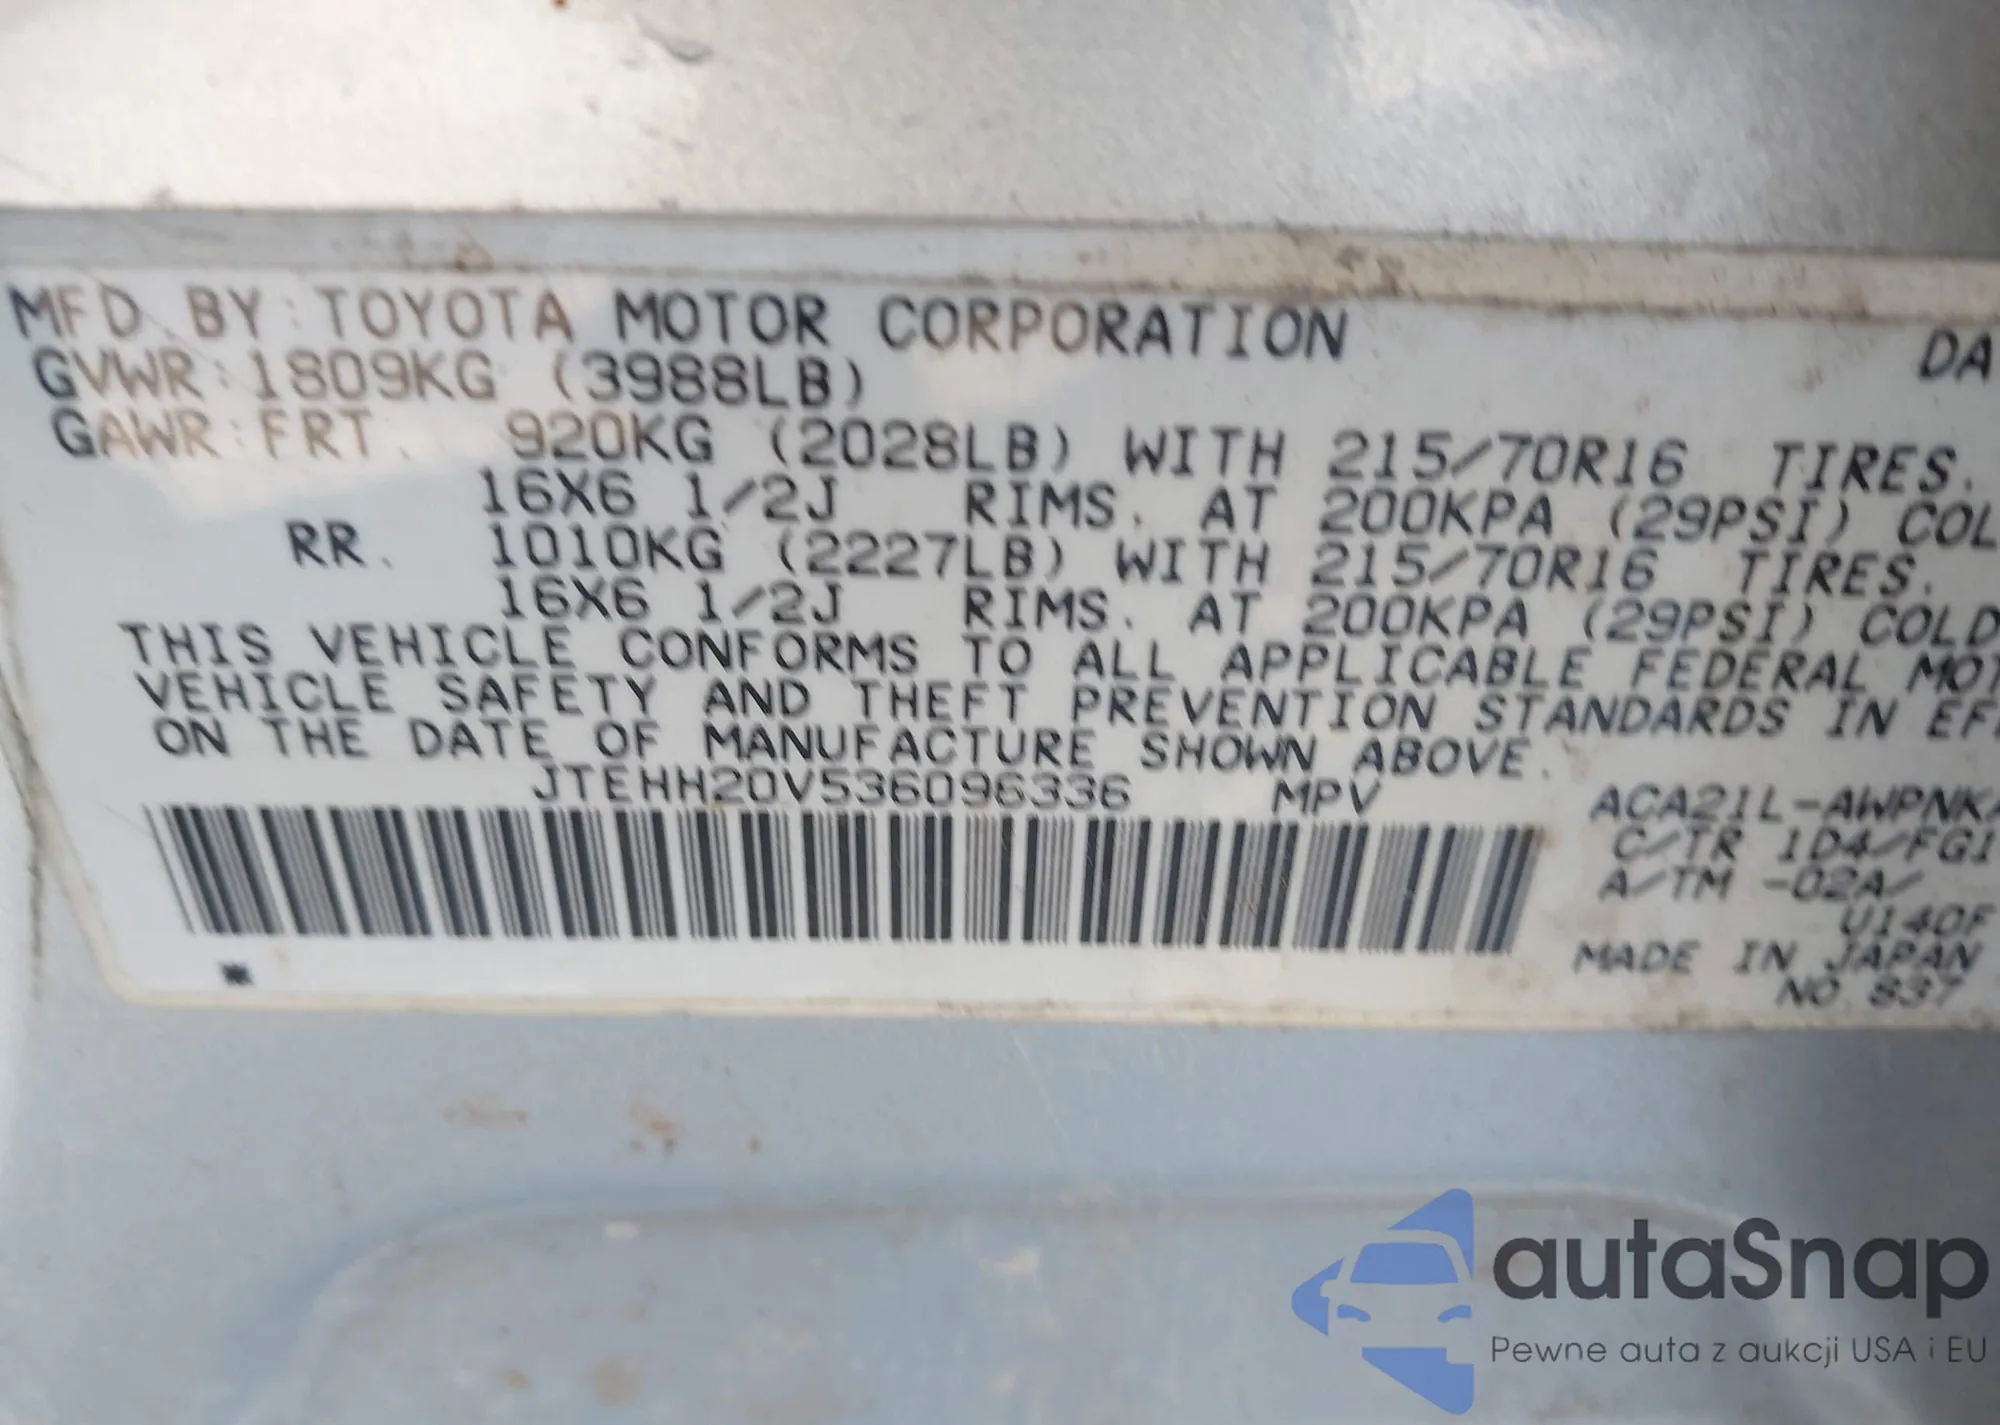 MFD. BY: TOYOTA MOTOR CORPORATION DA
GVWR: 1809KG (3988LB)
GAWR: FRT. 920KG (2028LB) WITH 215/70R16 TIRES.
16X6 1/2J RIMS. AT 200KPA (29PSI) COL
RR. 1010KG (2227LB) WITH 215/70R16 TIRES.
16X6 1/2J RIMS. AT 200KPA (29PSI) COLD
THIS VEHICLE CONFORMS TO ALL APPLICABLE FEDERAL MOT
VEHICLE SAFETY AND THEFT PREVENTION STANDARDS IN EFF
ON THE DATE OF MANUFACTURE SHOWN ABOVE.
JTEHH20V536096336 MPV
ACA21L-AWPNKA
C/TR 1D4/FG1
A/TM -02A/
U140F
MADE IN JAPAN
NO. 837
autaSnap
Pewne auta z aukcji USA i EU